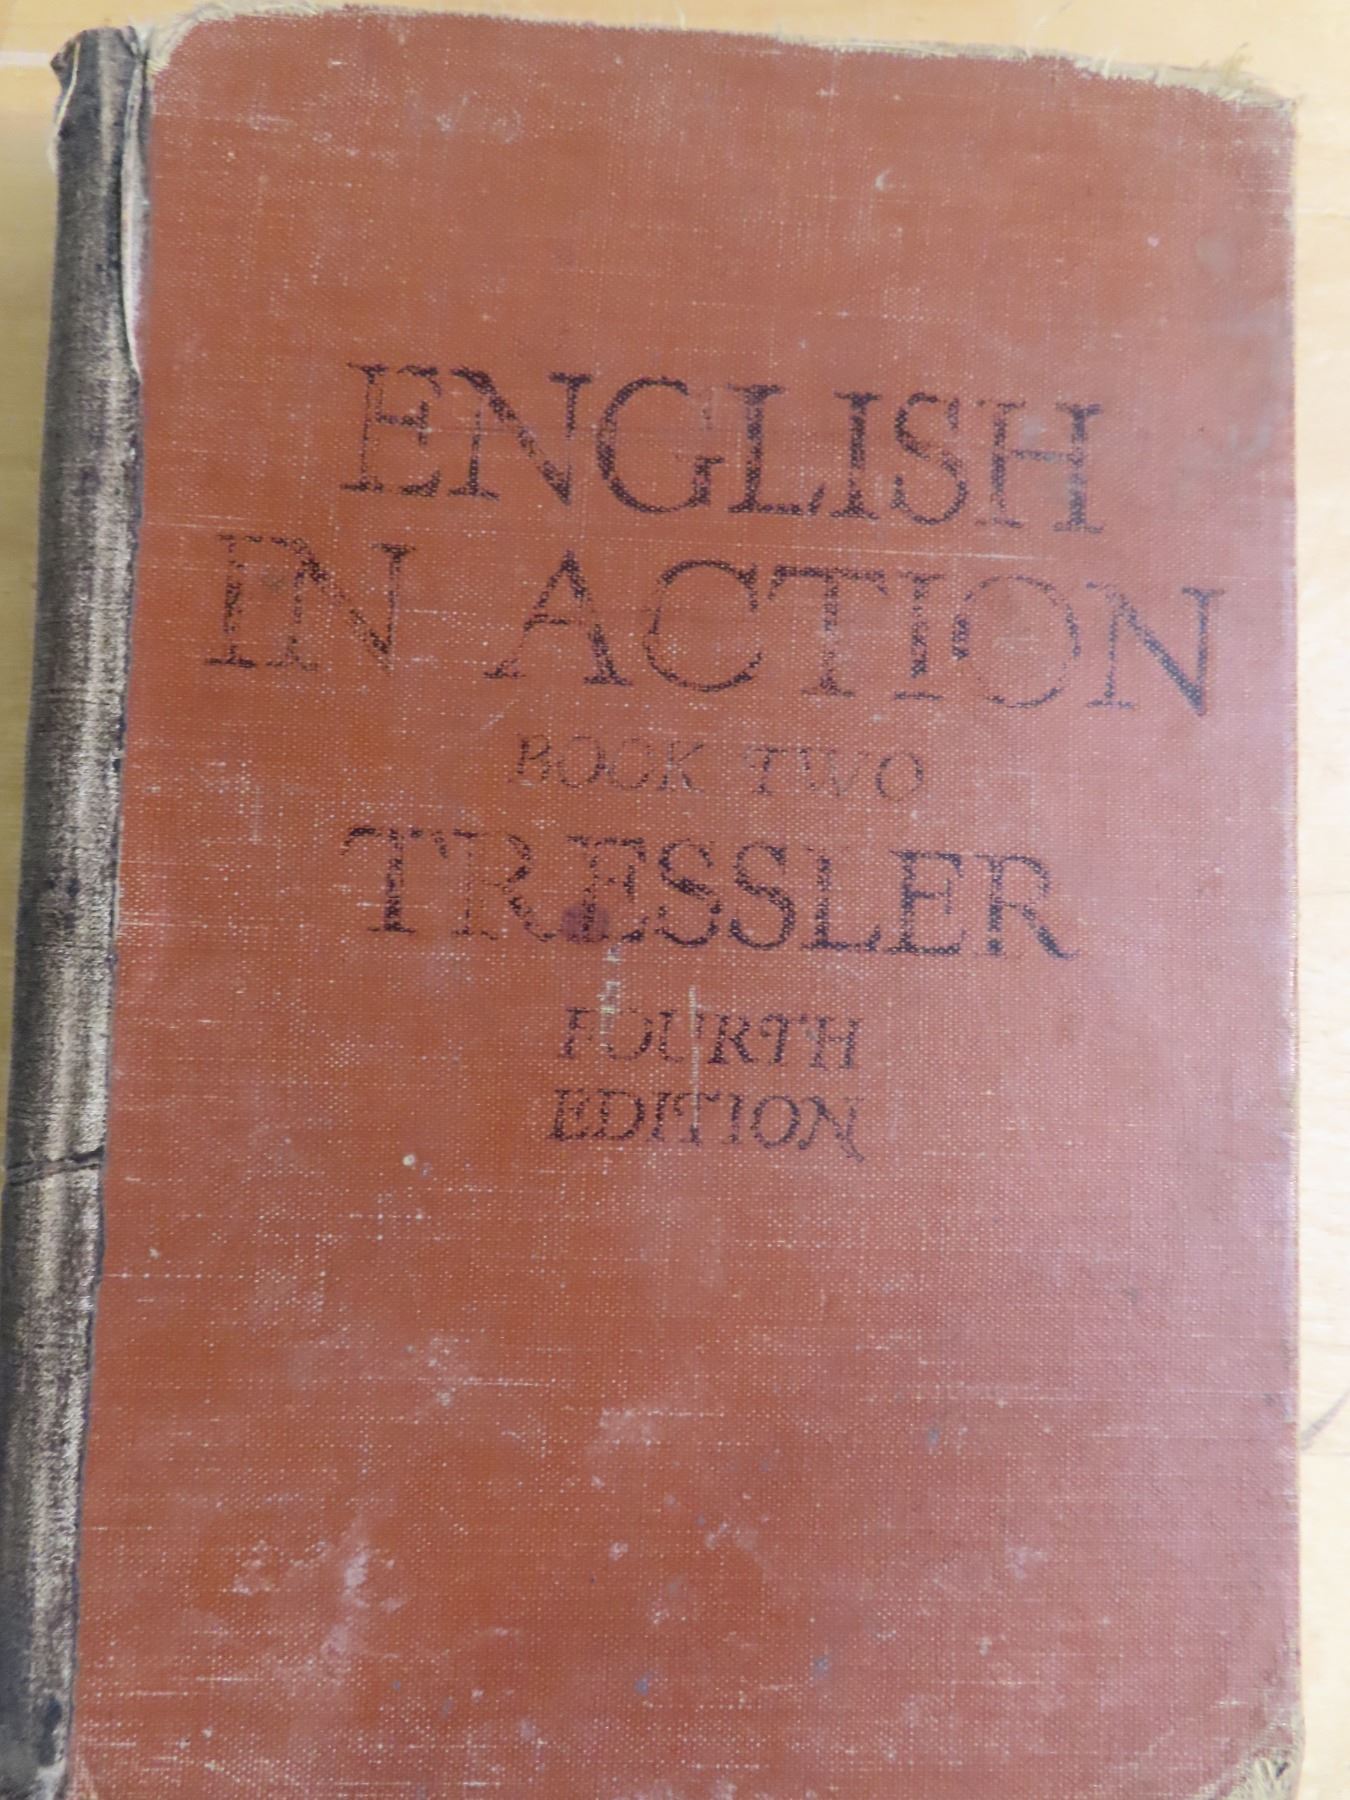 ENGLISH
IN ACTION
BOOK TWO
TRESSLER
FOURTH
EDITION